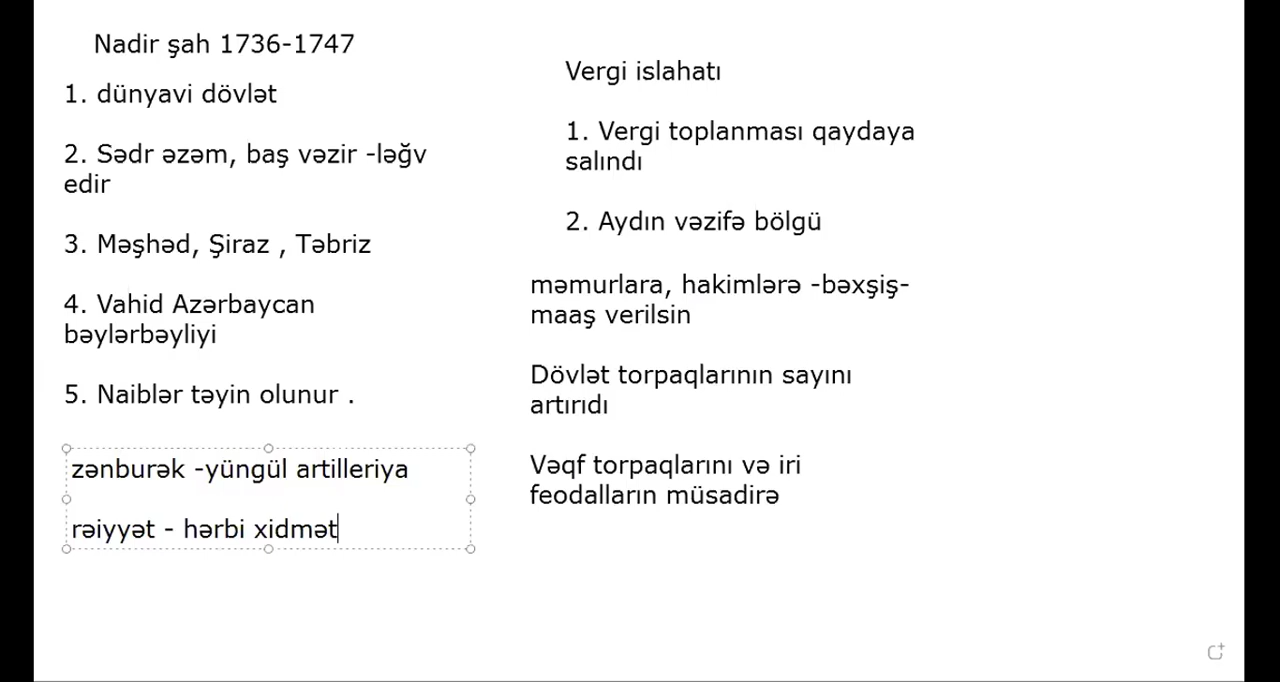 Nadir şah 1736-1747
1. dünyavi dövlət
2. Sədr əzəm, baş vəzir -ləğv
edir
3. Məşhəd, Şiraz , Təbriz
4. Vahid Azərbaycan
bəylərbəyliyi
5. Naiblər təyin olunur .
zənburək -yüngül artilleriya
rəiyyət - hərbi xidmət
Vergi islahatı
1. Vergi toplanması qaydaya
salındı
2. Aydın vəzifə bölgü
məmurlara, hakimlərə -bəxşiş-
maaş verilsin
Dövlət torpaqlarının sayını
artırıdı
Vəqf torpaqlarını və iri
feodalların müsadirə